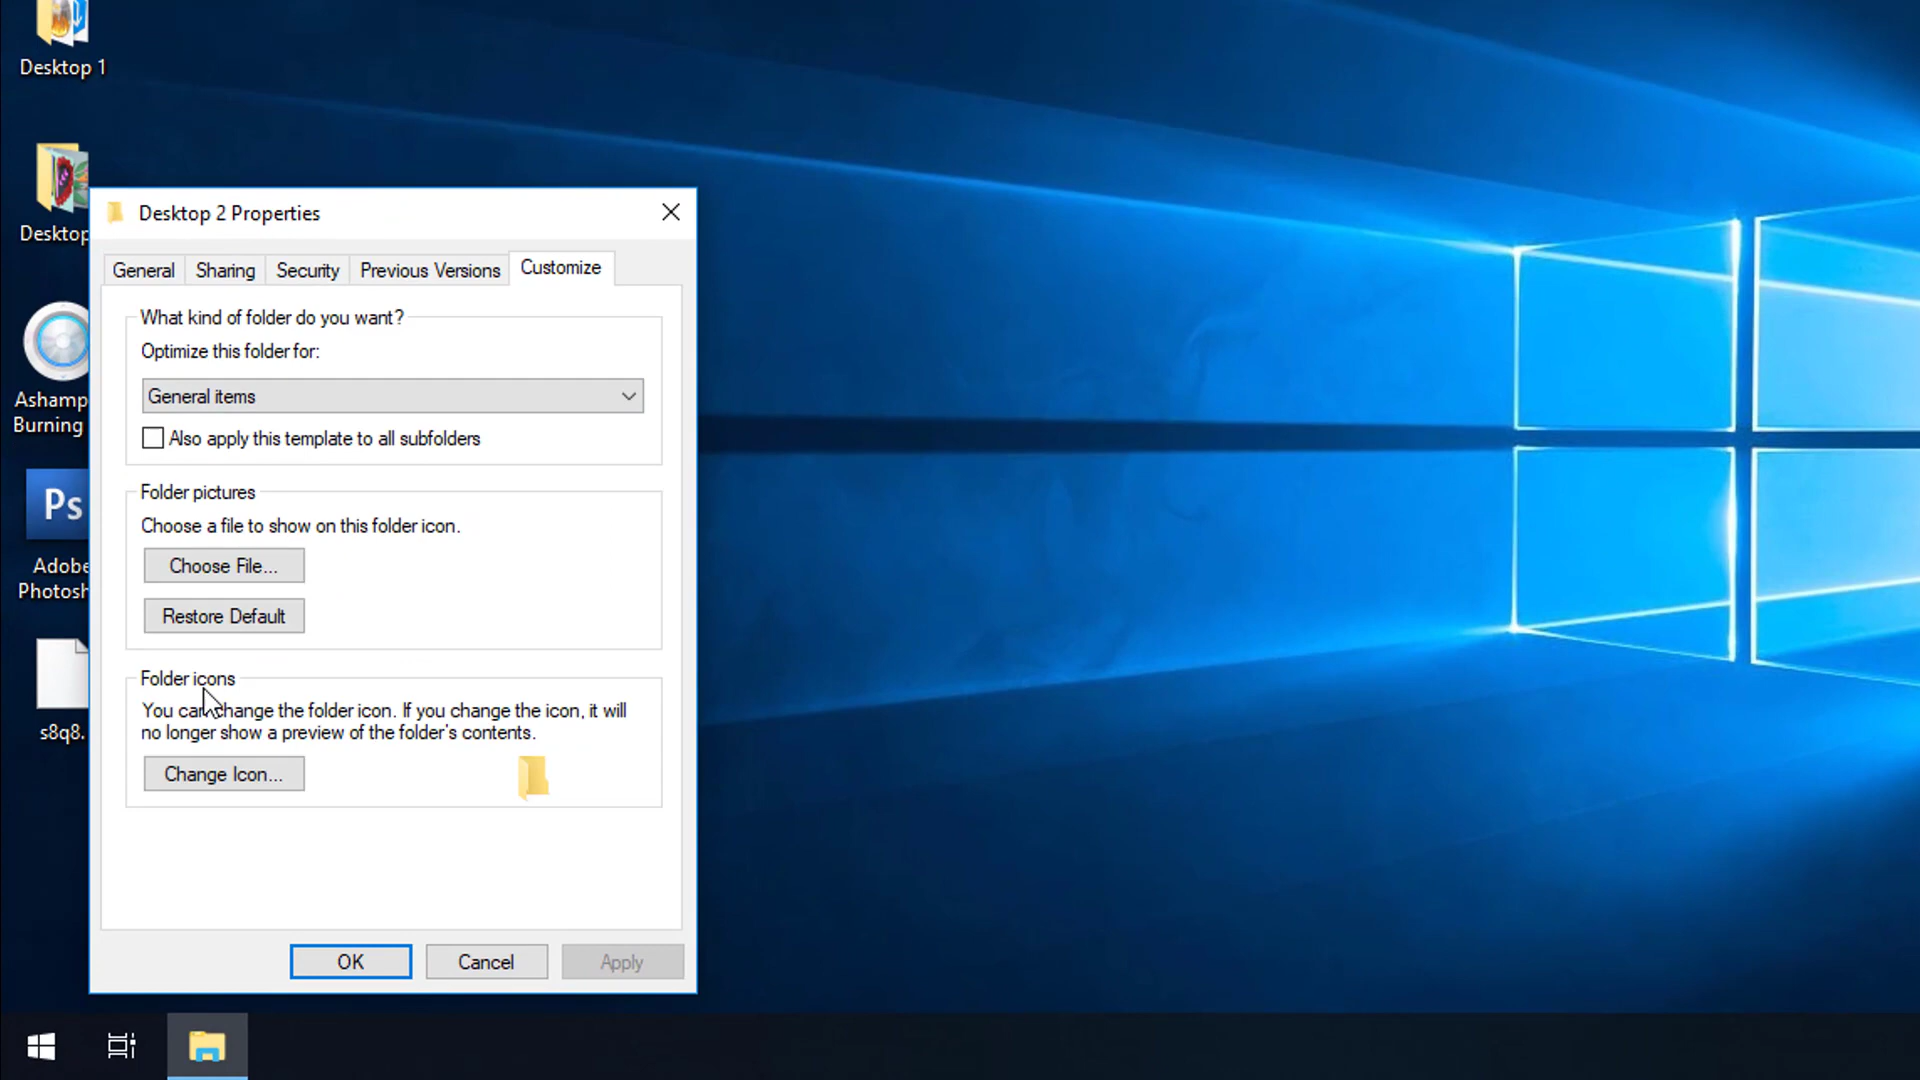 Desktop 1
Desktop
Desktop 2 Properties
General
Sharing
Security
Previous Versions
Customize
What kind of folder do you want?
Optimize this folder for:
General items
Also apply this template to all subfolders
Folder pictures
Choose a file to show on this folder icon.
Choose File...
Restore Default
Folder icons
You can change the folder icon. If you change the icon, it will
no longer show a preview of the folder's contents.
Change Icon...
OK
Cancel
Apply
Ashamp
Burning
Ps
Adobe
Photosh
s8q8.